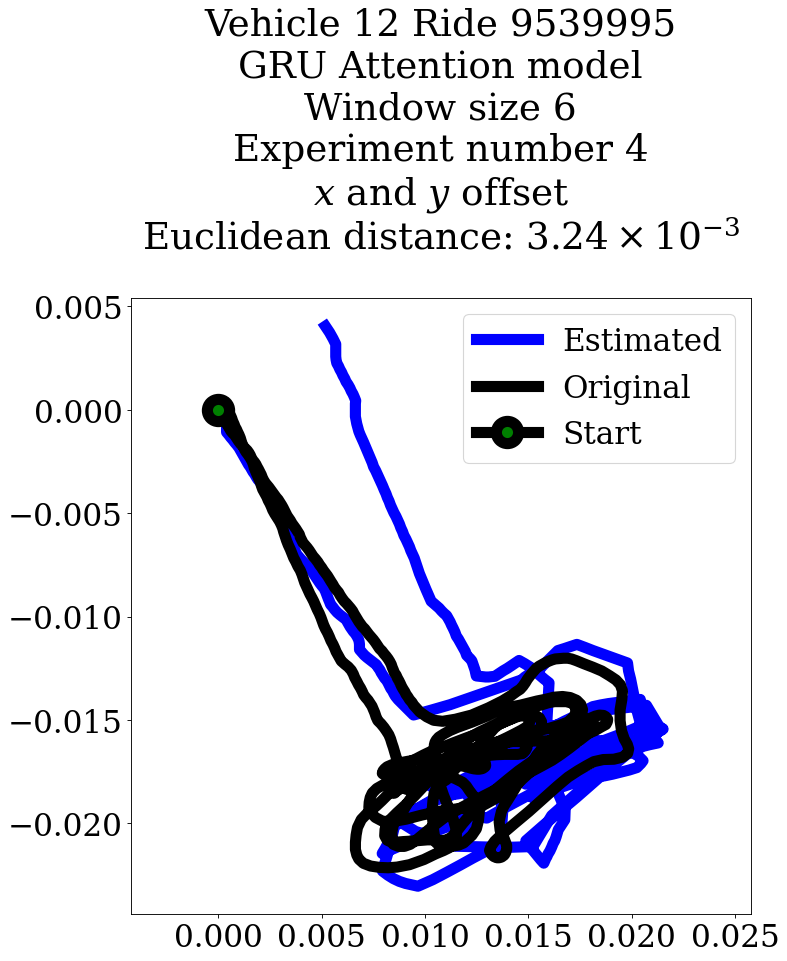 Vehicle 12 Ride 9539995
GRU Attention model
Window size 6
Experiment number 4
x and y offset
Euclidean distance: 3.24 × 10⁻³
Estimated
Original
Start
0.005
0.000
−0.005
−0.010
−0.015
−0.020
0.000 0.005 0.010 0.015 0.020 0.025